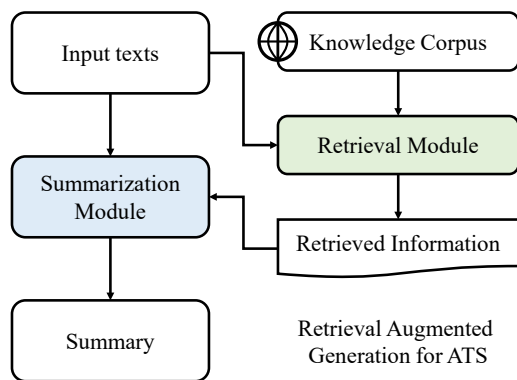 Input texts
Knowledge Corpus
Retrieval Module
Summarization
Module
Retrieved Information
Summary
Retrieval Augmented
Generation for ATS